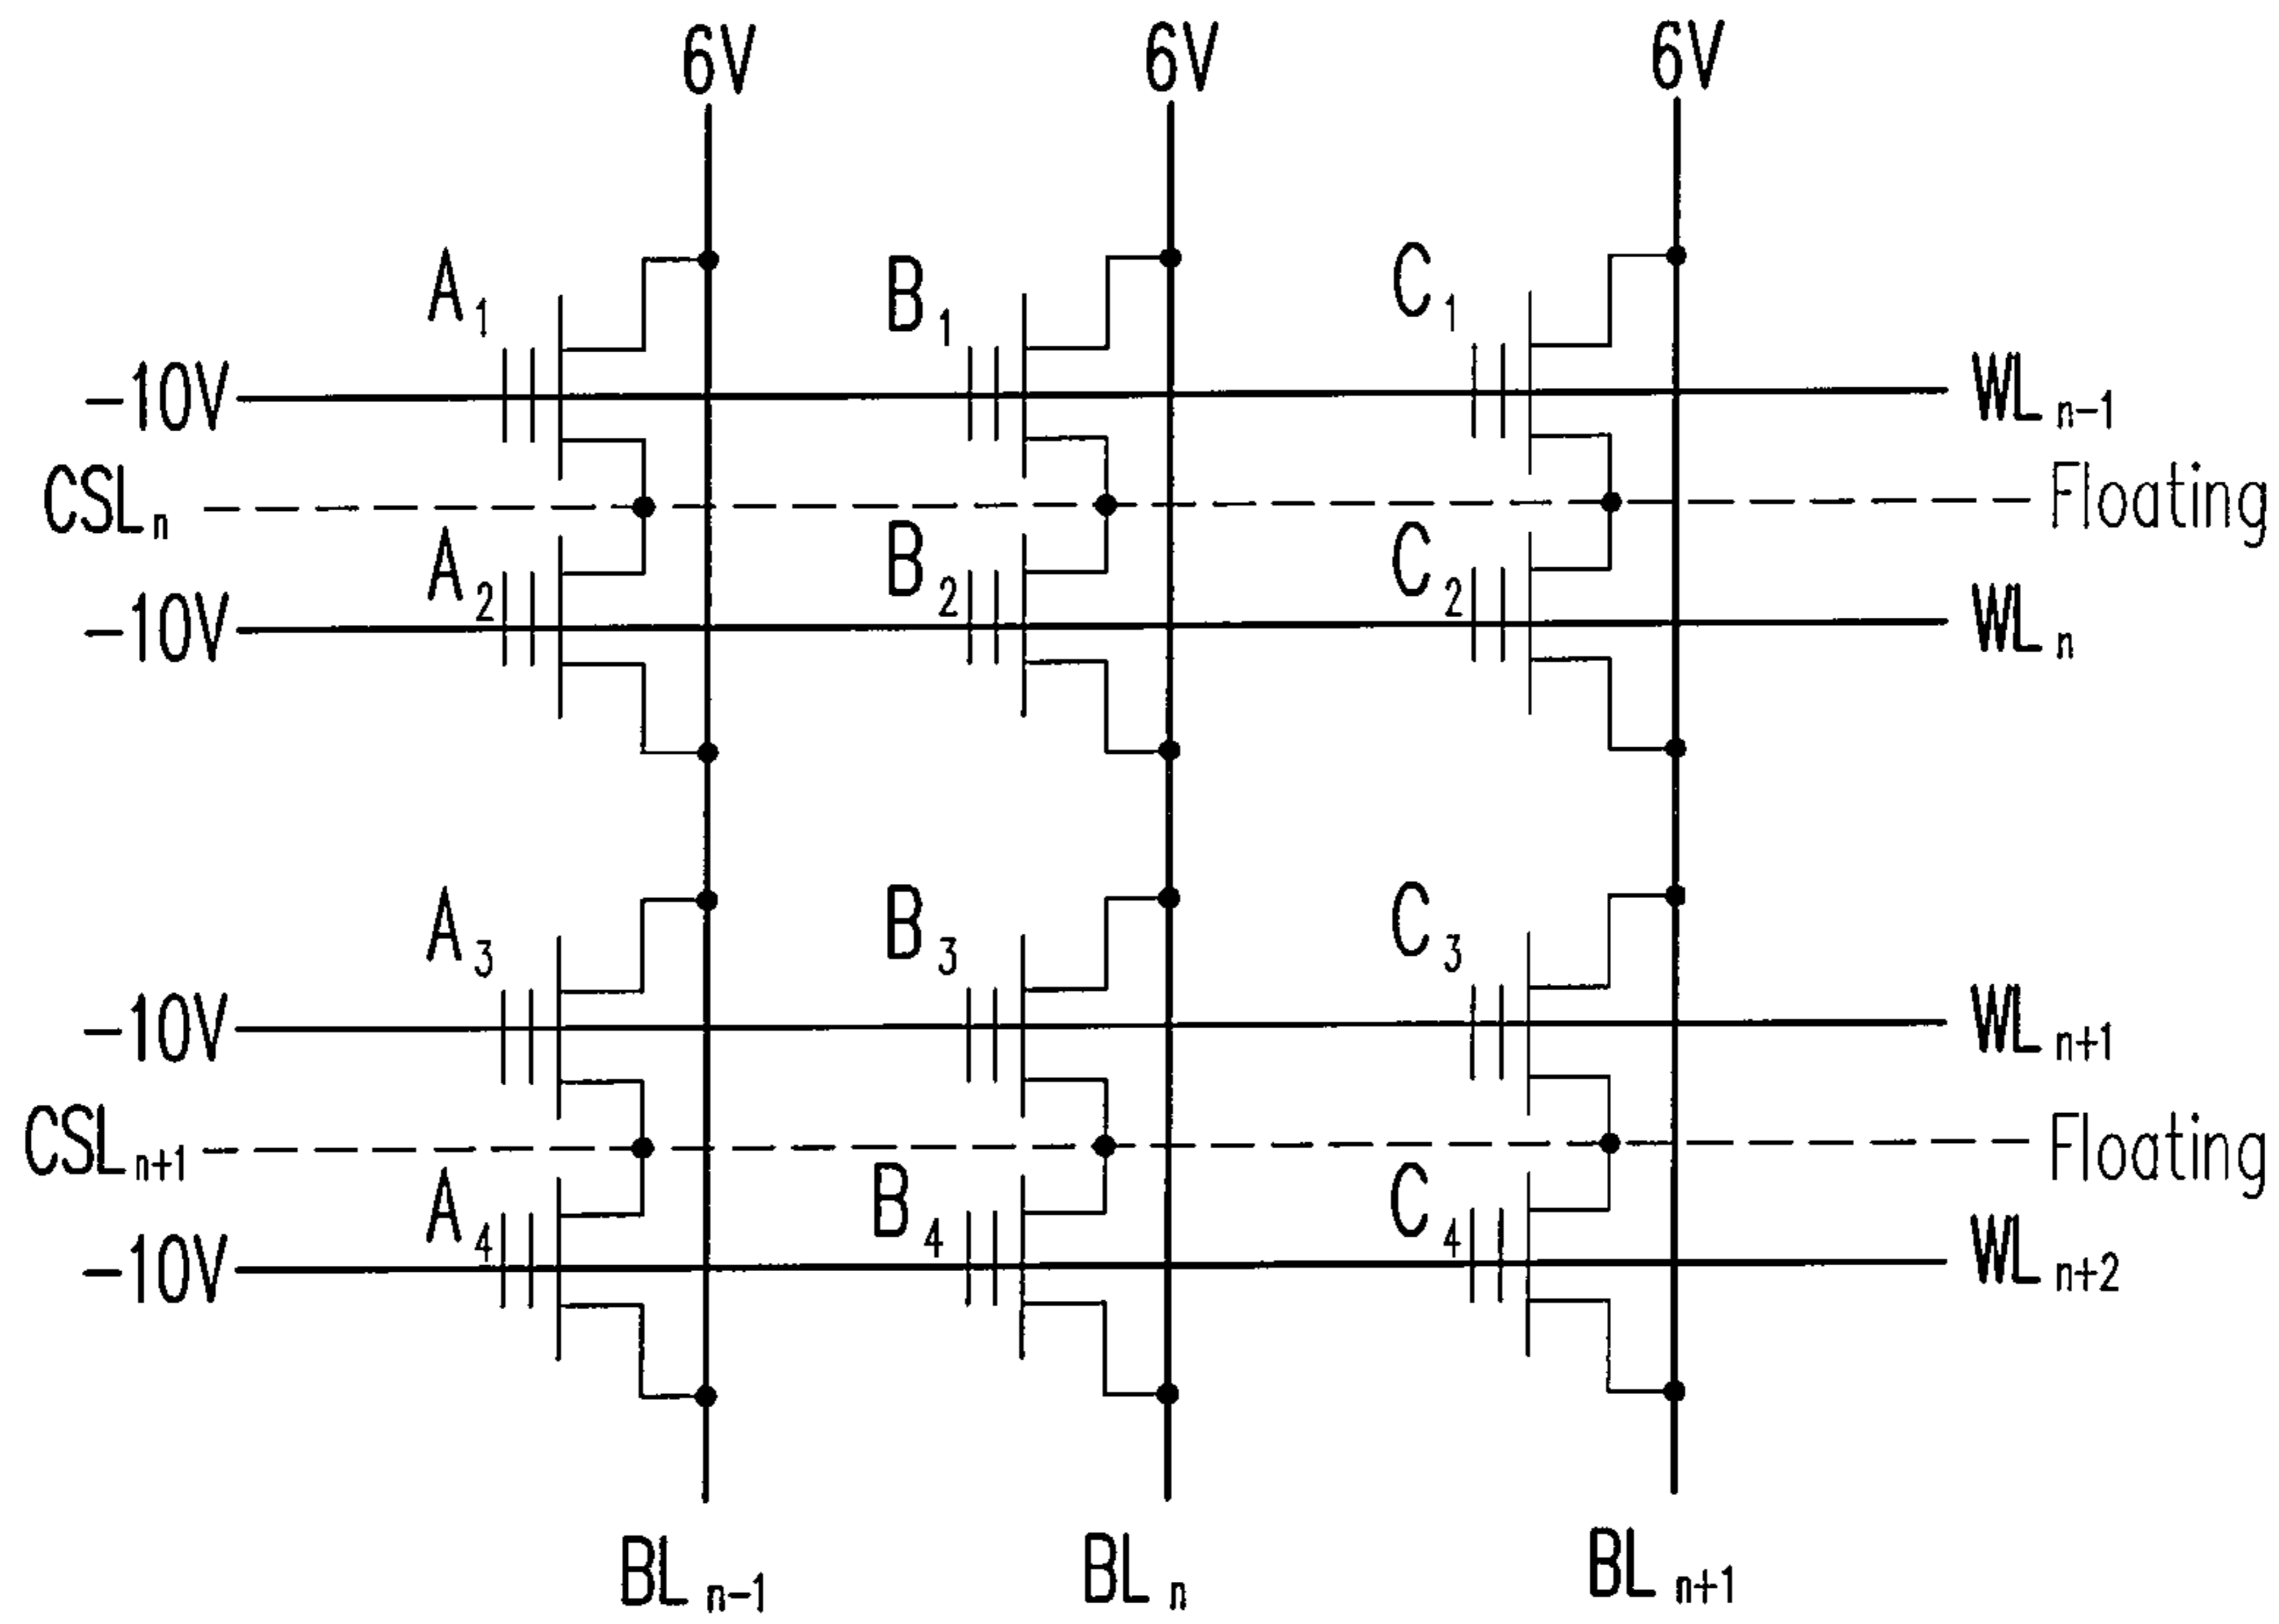 6V 6V 6V
A1 B1 C1
-10V WLn-1
CSLn Floating
A2 B2 C2
-10V WLn
A3 B3 C3
-10V WLn+1
CSLn+1 Floating
A4 B4 C4
-10V WLn+2
BLn-1 BLn BLn+1